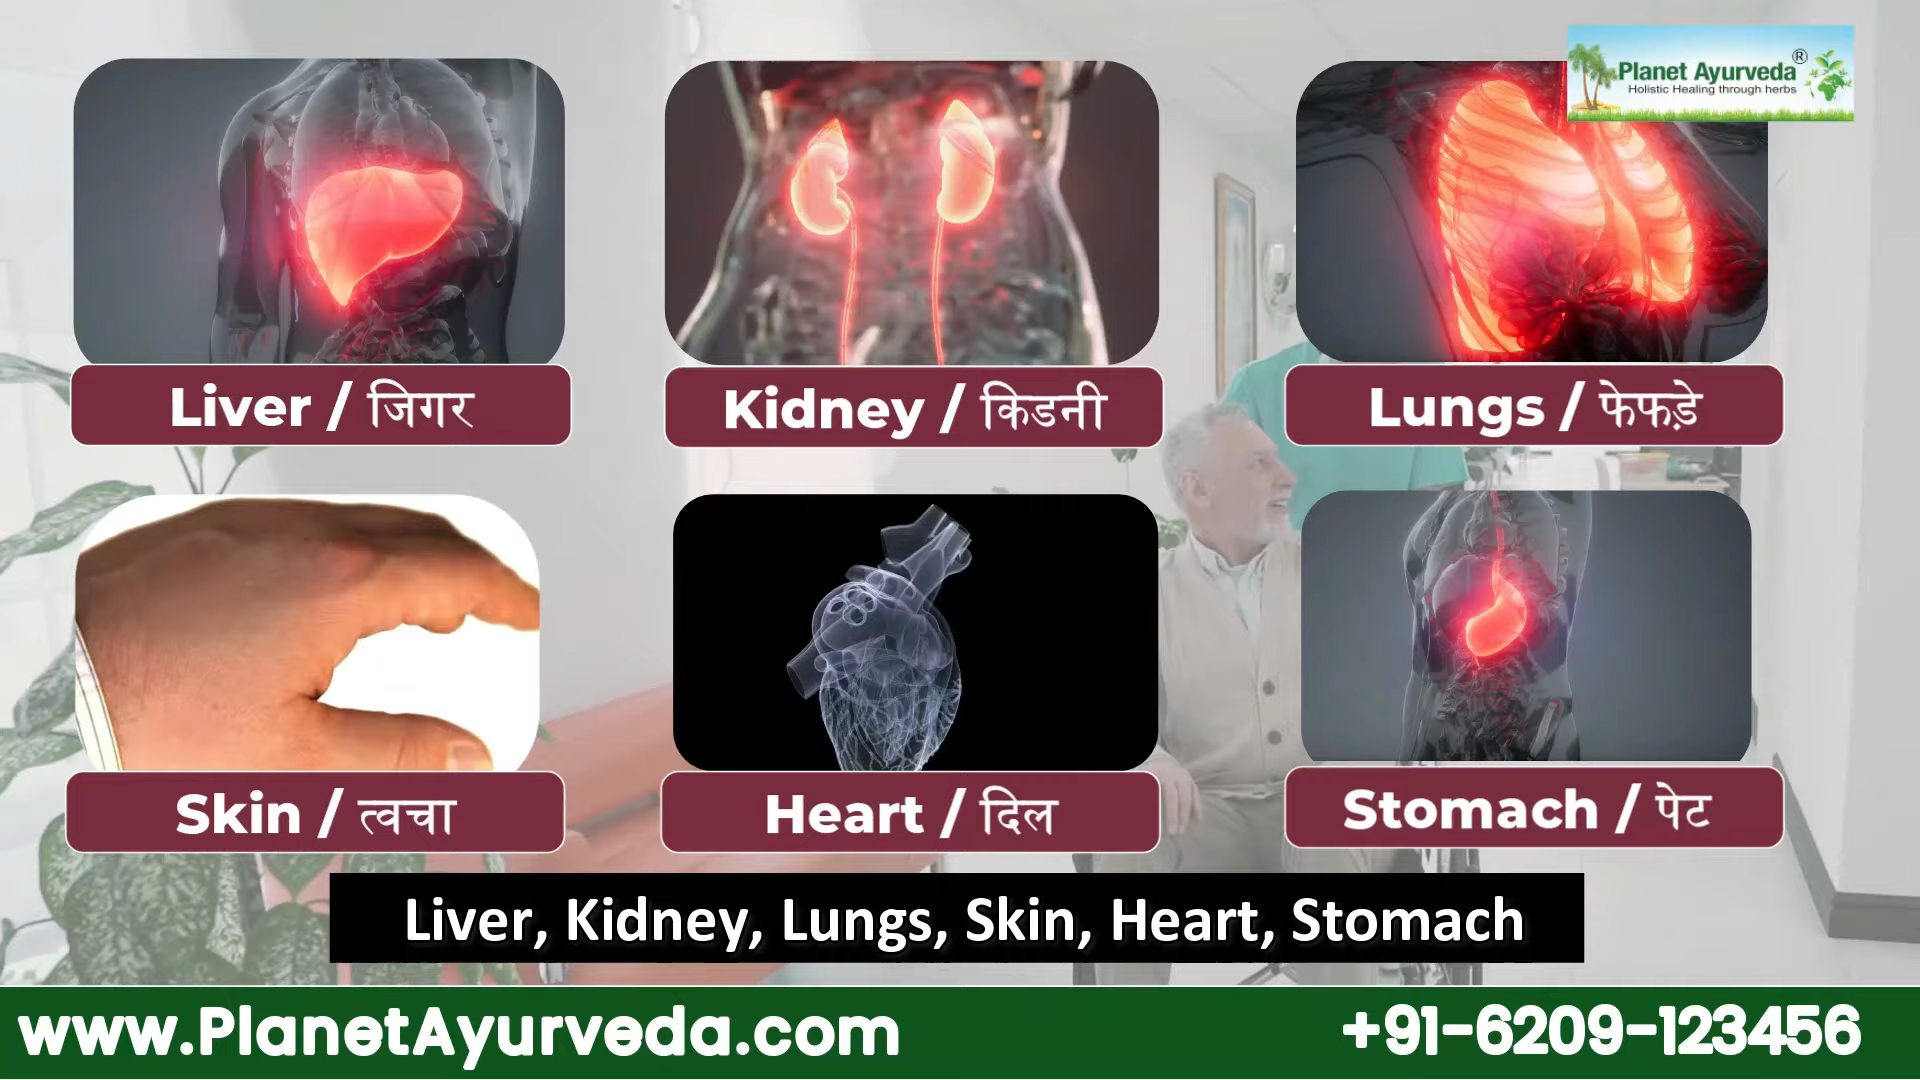 Planet Ayurveda ®
Holistic Healing through herbs
Liver / जिगर
Kidney / किडनी
Lungs / फेफड़े
Skin / त्वचा
Heart / दिल
Stomach / पेट
Liver, Kidney, Lungs, Skin, Heart, Stomach
www.PlanetAyurveda.com
+91-6209-123456